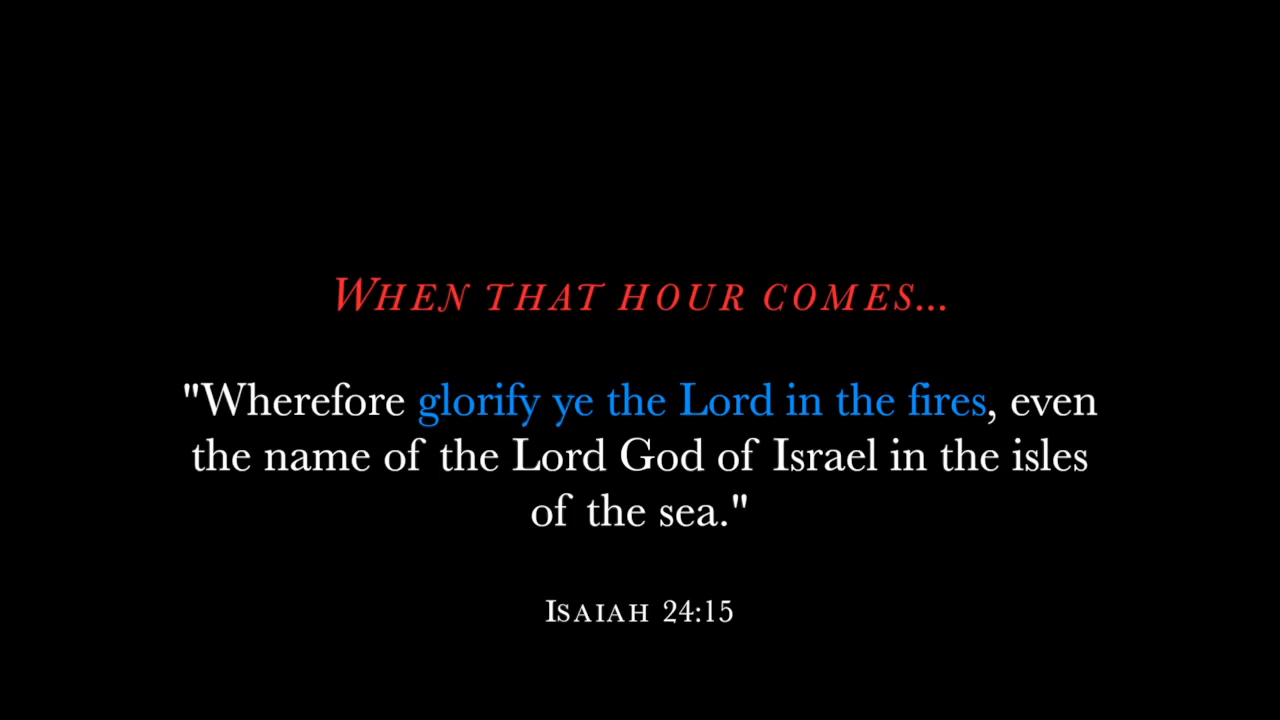 WHEN THAT HOUR COMES...
"Wherefore glorify ye the Lord in the fires, even
the name of the Lord God of Israel in the isles
of the sea."
ISAIAH 24:15